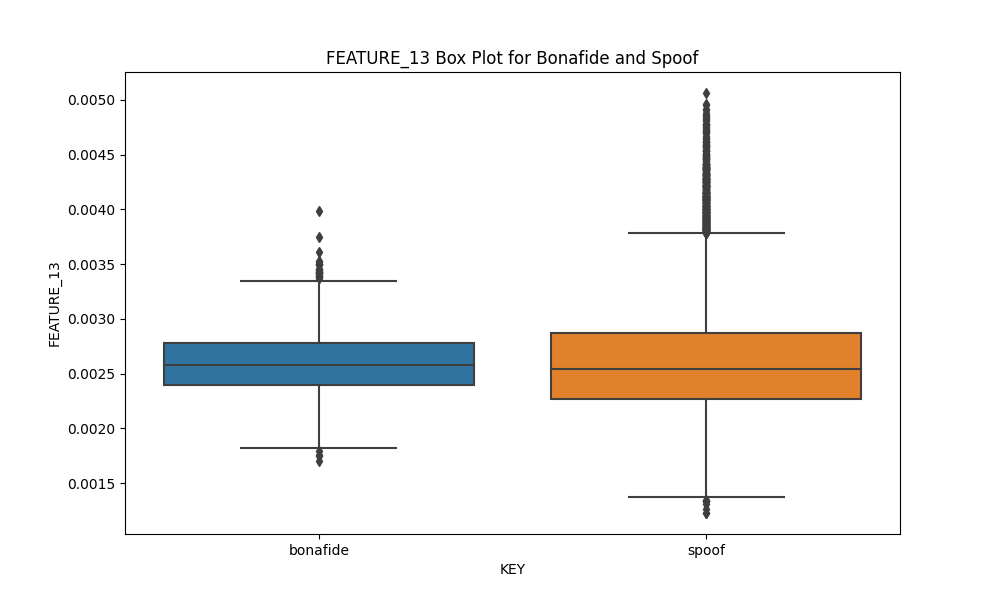 FEATURE_13 Box Plot for Bonafide and Spoof
0.0050
0.0045
0.0040
0.0035
0.0030
0.0025
0.0020
0.0015
FEATURE_13
bonafide
spoof
KEY